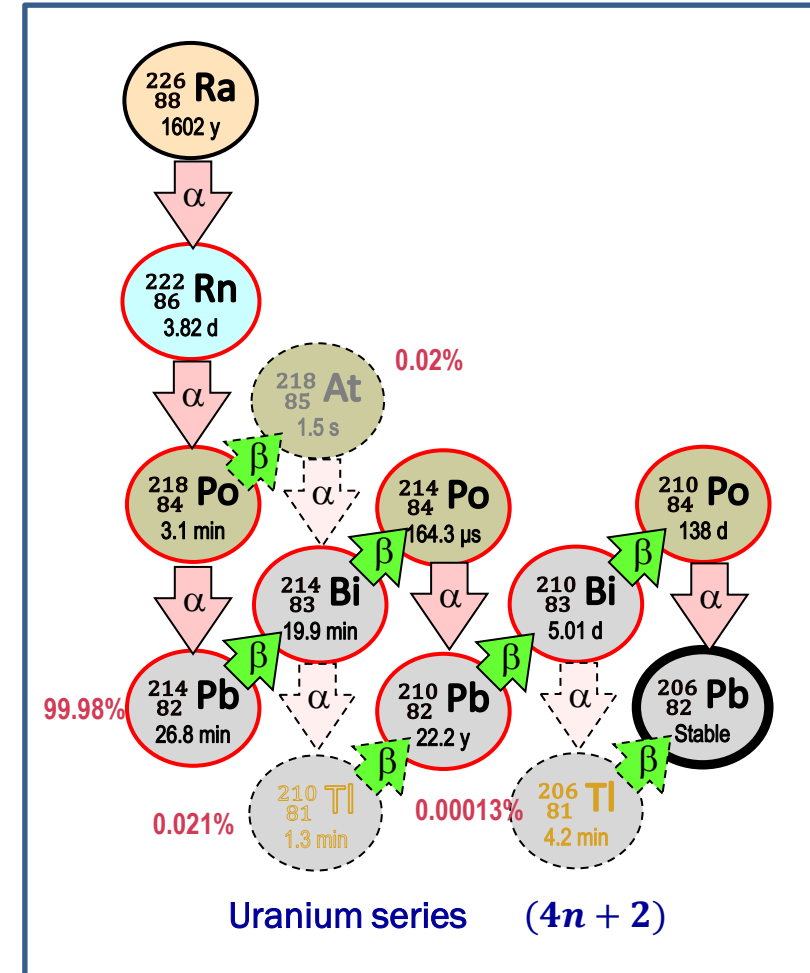 226
88 Ra
1602 y
α
222
86 Rn
3.82 d
α
218
85 At
1.5 s
0.02%
β
α
218
84 Po
3.1 min
214
84 Po
164.3 µs
210
84 Po
138 d
α
β
α
β
α
214
83 Bi
19.9 min
210
83 Bi
5.01 d
β
α
β
α
99.98%
214
82 Pb
26.8 min
210
82 Pb
22.2 y
206
82 Pb
Stable
β
β
0.021%
210
81 Tl
1.3 min
0.00013%
206
81 Tl
4.2 min
Uranium series (4n + 2)